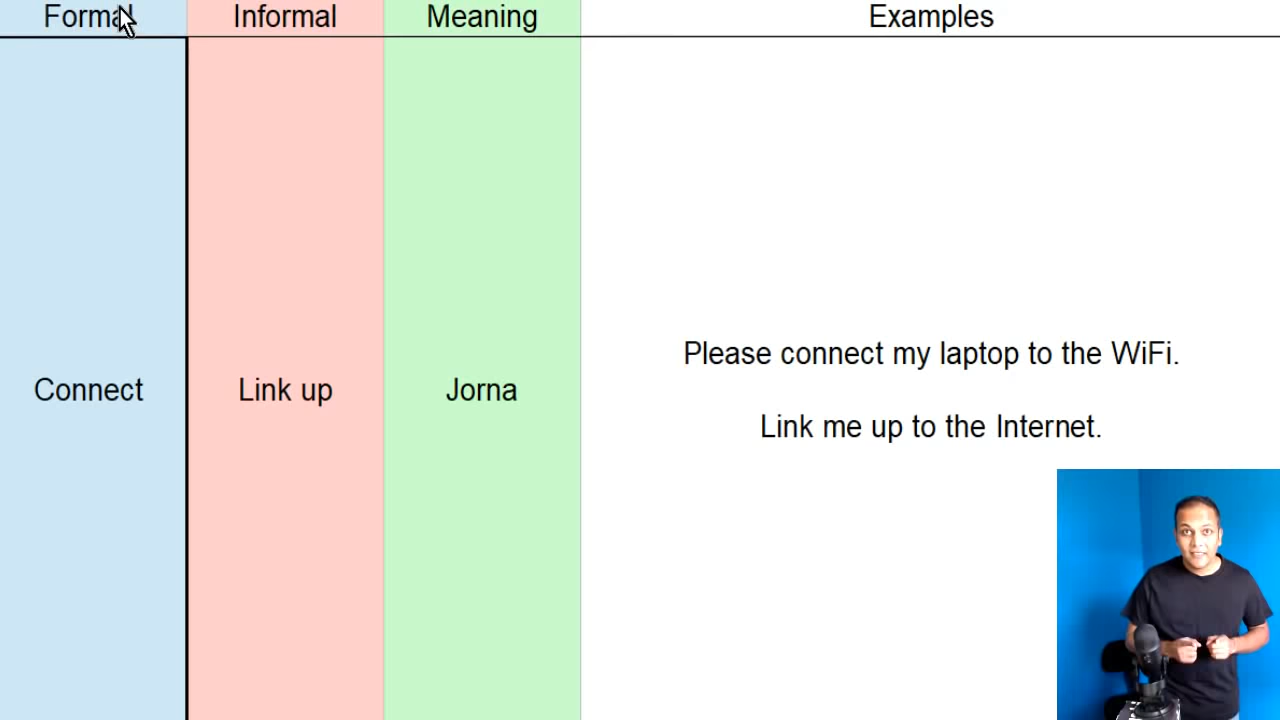 Formal
Informal
Meaning
Examples
Connect
Link up
Jorna
Please connect my laptop to the WiFi.
Link me up to the Internet.